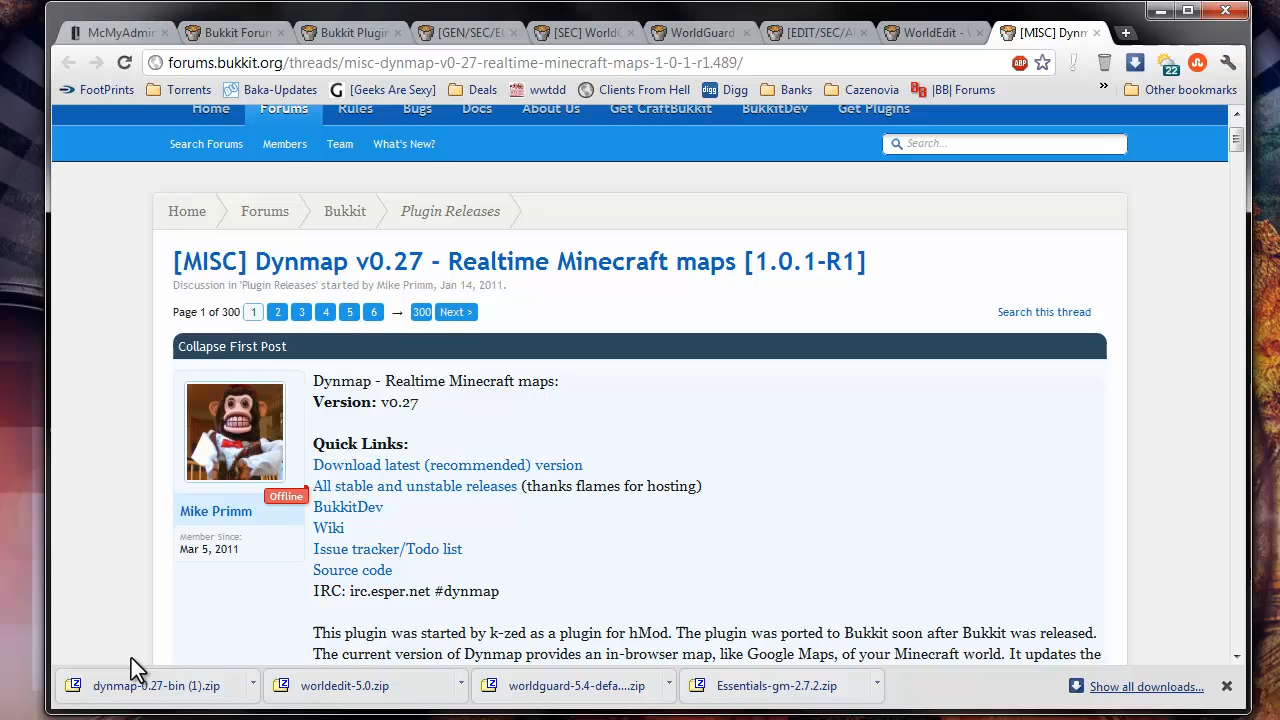 McMyAdmin
Bukkit Forum
Bukkit Plugin
[GEN/SEC/EC
[SEC] WorldG
WorldGuard
[EDIT/SEC/A
WorldEdit -
[MISC] Dynm
forums.bukkit.org/threads/misc-dynmap-v0-27-realtime-minecraft-maps-1-0-1-r1.489/
ABP
22
FootPrints
Torrents
Baka-Updates
[Geeks Are Sexy]
Deals
wwtdd
Clients From Hell
Digg
Banks
Cazenovia
|BB| Forums
Other bookmarks
Home
Forums
Rules
Bugs
Docs
About Us
Get CraftBukkit
BukkitDev
Get Plugins
Search Forums
Members
Team
What's New?
Search...
Home
Forums
Bukkit
Plugin Releases
[MISC] Dynmap v0.27 - Realtime Minecraft maps [1.0.1-R1]
Discussion in 'Plugin Releases' started by Mike Primm, Jan 14, 2011.
Page 1 of 300 1 2 3 4 5 6 → 300 Next >
Search this thread
Collapse First Post
Offline
Mike Primm
Member Since:
Mar 5, 2011
Dynmap - Realtime Minecraft maps:
Version: v0.27
Quick Links:
Download latest (recommended) version
All stable and unstable releases (thanks flames for hosting)
BukkitDev
Wiki
Issue tracker/Todo list
Source code
IRC: irc.esper.net #dynmap
This plugin was started by k-zed as a plugin for hMod. The plugin was ported to Bukkit soon after Bukkit was released.
The current version of Dynmap provides an in-browser map, like Google Maps, of your Minecraft world. It updates the
dynmap-0.27-bin (1).zip
worldedit-5.0.zip
worldguard-5.4-defa....zip
Essentials-gm-2.7.2.zip
Show all downloads...